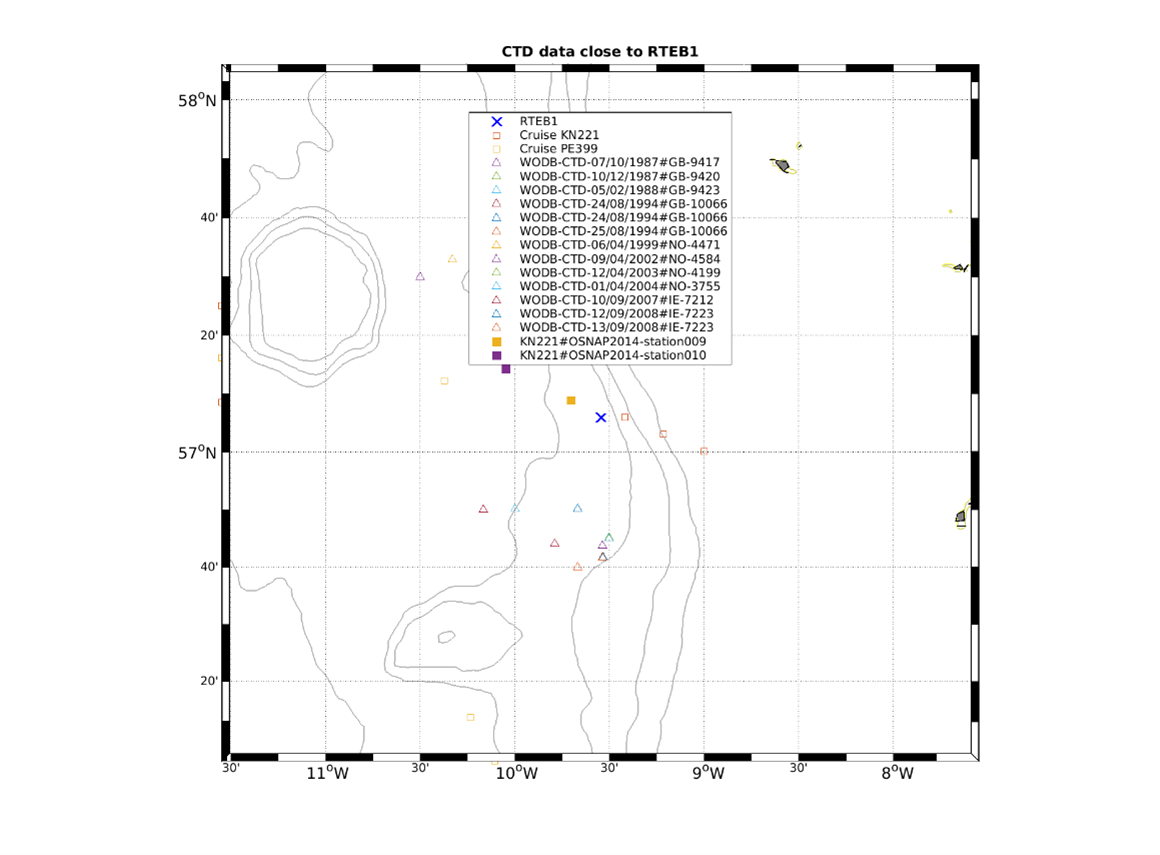 CTD data close to RTEB1
58°N
RTEB1
Cruise KN221
Cruise PE399
WODB-CTD-07/10/1987#GB-9417
WODB-CTD-10/12/1987#GB-9420
WODB-CTD-05/02/1988#GB-9423
WODB-CTD-24/08/1994#GB-10066
WODB-CTD-24/08/1994#GB-10066
WODB-CTD-25/08/1994#GB-10066
WODB-CTD-06/04/1999#NO-4471
WODB-CTD-09/04/2002#NO-4584
WODB-CTD-12/04/2003#NO-4199
WODB-CTD-01/04/2004#NO-3755
WODB-CTD-10/09/2007#IE-7212
WODB-CTD-12/09/2008#IE-7223
WODB-CTD-13/09/2008#IE-7223
KN221#OSNAP2014-station009
KN221#OSNAP2014-station010
40'
20'
57°N
40'
20'
30' 11°W 30' 10°W 30' 9°W 30' 8°W